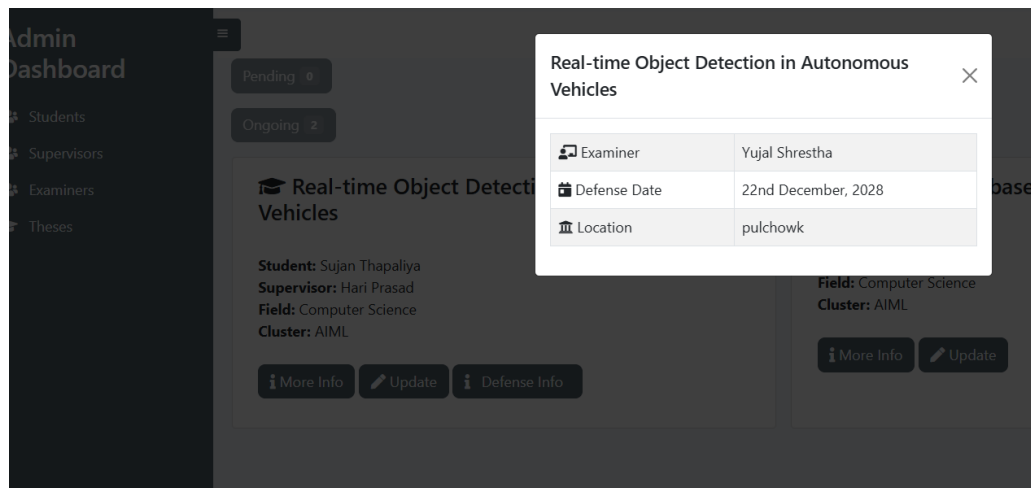 Admin
Dashboard
Students
Supervisors
Examiners
Theses
Pending 0
Ongoing 2
Real-time Object Detecti
Vehicles
Student: Sujan Thapaliya
Supervisor: Hari Prasad
Field: Computer Science
Cluster: AIML
More Info Update Defense Info
base
Field: Computer Science
Cluster: AIML
More Info Update
Real-time Object Detection in Autonomous
Vehicles
Examiner Yujal Shrestha
Defense Date 22nd December, 2028
Location pulchowk